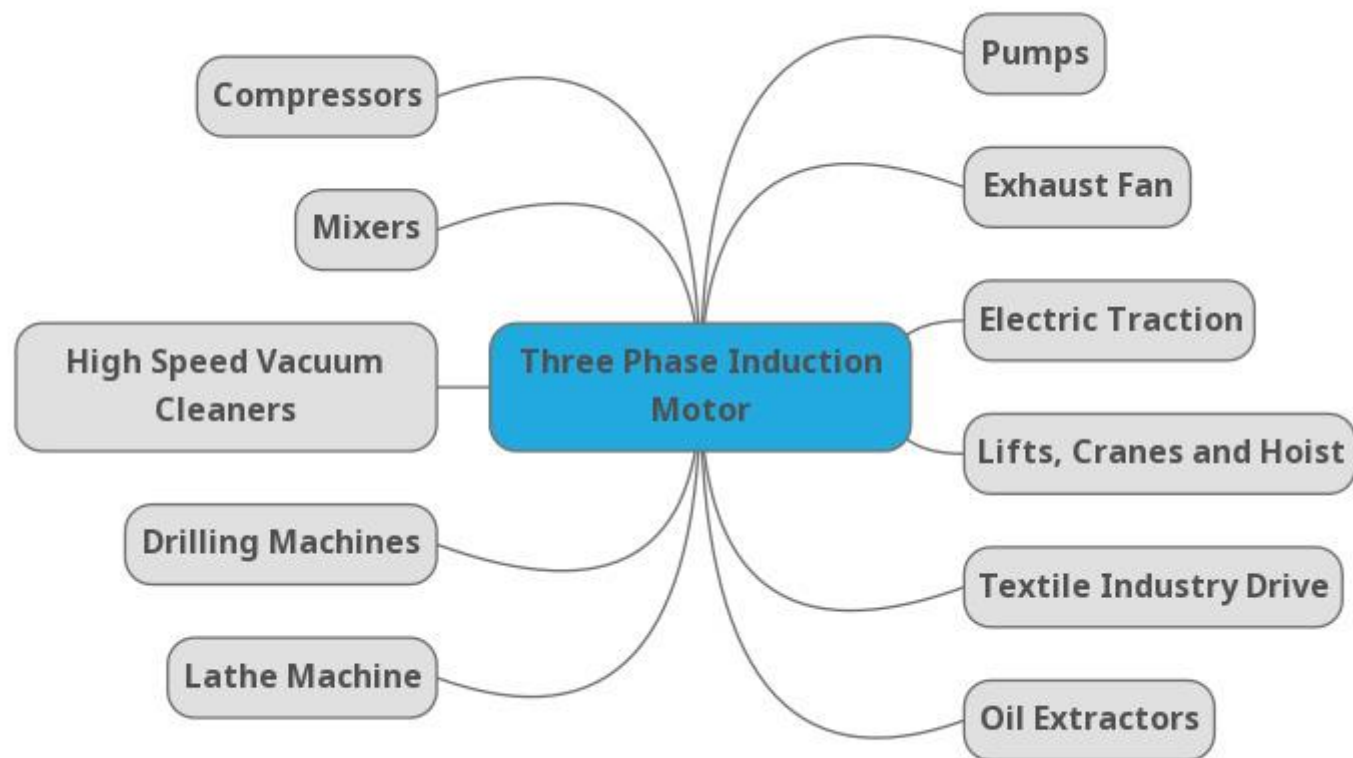 Compressors
Mixers
High Speed Vacuum
Cleaners
Drilling Machines
Lathe Machine
Three Phase Induction
Motor
Pumps
Exhaust Fan
Electric Traction
Lifts, Cranes and Hoist
Textile Industry Drive
Oil Extractors